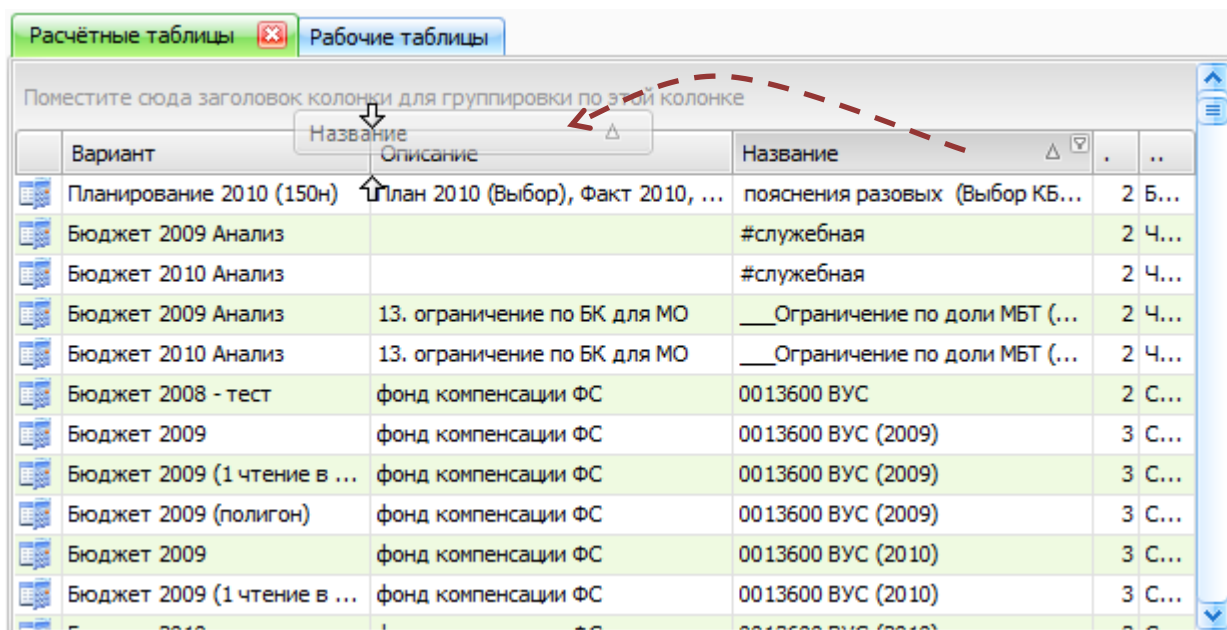 Расчётные таблицы Рабочие таблицы
Поместите сюда заголовок колонки для группировки по этой колонке
Название
Вариант Описание Название . ..
Планирование 2010 (150н) План 2010 (Выбор), Факт 2010, ... пояснения разовых (Выбор КБ... 2 Б...
Бюджет 2009 Анализ #служебная 2 Ч...
Бюджет 2010 Анализ #служебная 2 Ч...
Бюджет 2009 Анализ 13. ограничение по БК для МО ___Ограничение по доли МБТ (... 2 Ч...
Бюджет 2010 Анализ 13. ограничение по БК для МО ___Ограничение по доли МБТ (... 2 Ч...
Бюджет 2008 - тест фонд компенсации ФС 0013600 ВУС 2 С...
Бюджет 2009 фонд компенсации ФС 0013600 ВУС (2009) 3 С...
Бюджет 2009 (1 чтение в ... фонд компенсации ФС 0013600 ВУС (2009) 3 С...
Бюджет 2009 (полигон) фонд компенсации ФС 0013600 ВУС (2009) 3 С...
Бюджет 2009 фонд компенсации ФС 0013600 ВУС (2010) 3 С...
Бюджет 2009 (1 чтение в ... фонд компенсации ФС 0013600 ВУС (2010) 3 С...